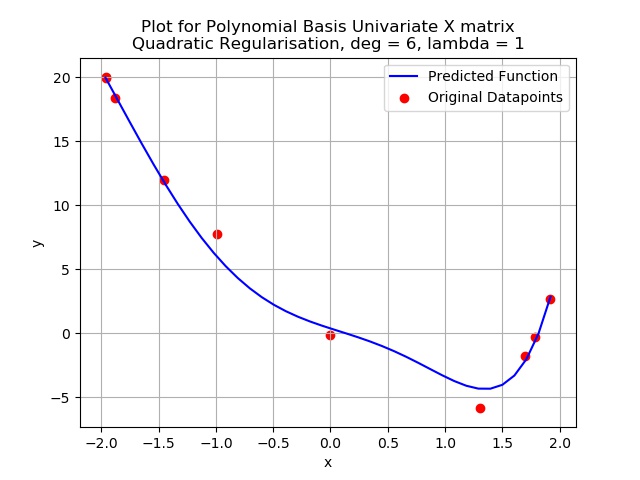 Plot for Polynomial Basis Univariate X matrix
Quadratic Regularisation, deg = 6, lambda = 1
Predicted Function
Original Datapoints
20
15
10
5
0
−5
y
−2.0 −1.5 −1.0 −0.5 0.0 0.5 1.0 1.5 2.0
x